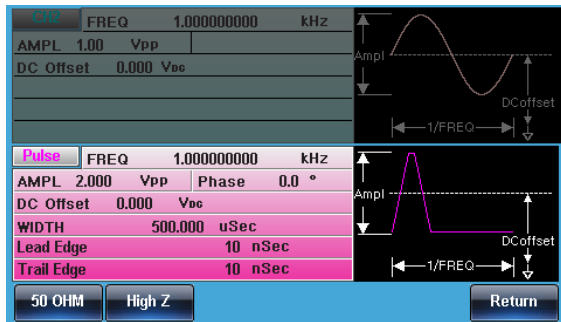 CH2 FREQ 1.000000000 kHz
AMPL 1.00 Vpp
DC Offset 0.000 VDC
Ampl
DCoffset
1/FREQ
Pulse FREQ 1.000000000 kHz
AMPL 2.000 Vpp Phase 0.0 °
DC Offset 0.000 VDC
WIDTH 500.000 uSec
Lead Edge 10 nSec
Trail Edge 10 nSec
Ampl
DCoffset
1/FREQ
50 OHM High Z Return